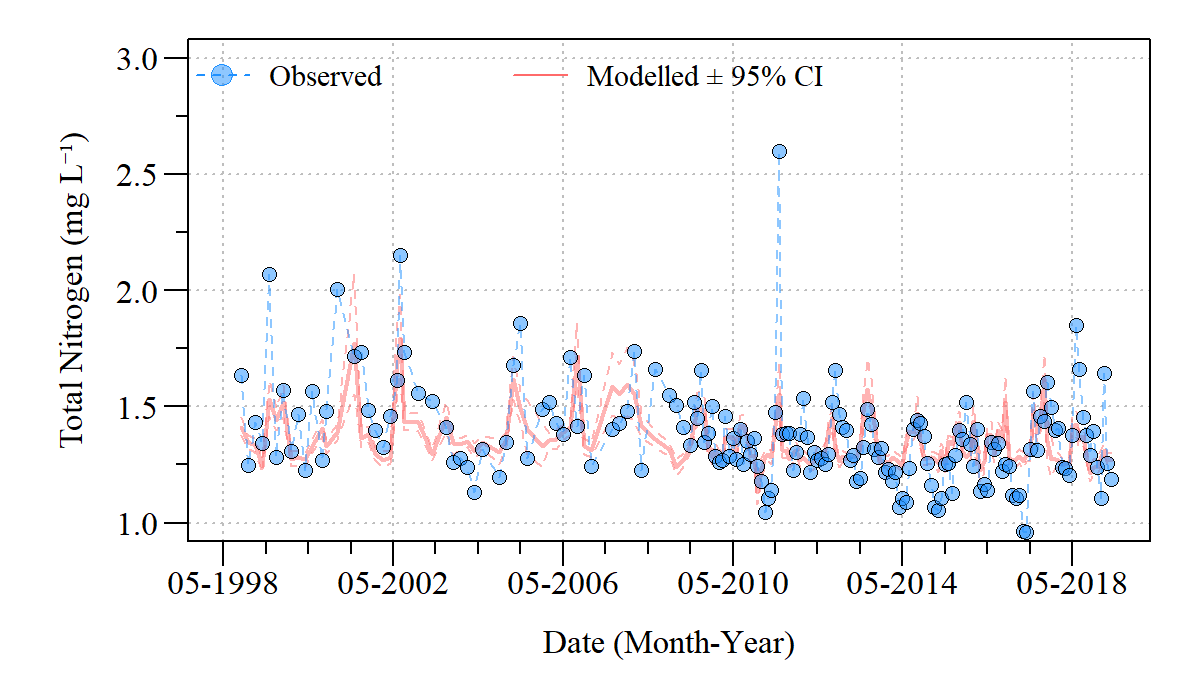 Total Nitrogen (mg L⁻¹)
3.0
2.5
2.0
1.5
1.0
Observed
Modelled ± 95% CI
05-1998
05-2002
05-2006
05-2010
05-2014
05-2018
Date (Month-Year)